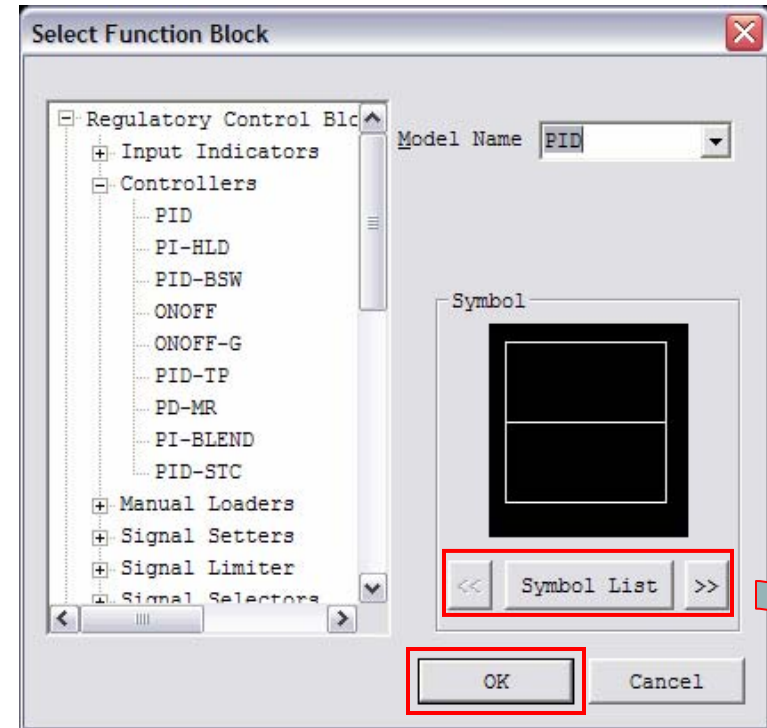 Select Function Block
Regulatory Control Blc
Input Indicators
Controllers
PID
PI-HLD
PID-BSW
ONOFF
ONOFF-G
PID-TP
PD-MR
PI-BLEND
PID-STC
Manual Loaders
Signal Setters
Signal Limiter
Signal Selectors
Model Name PID
Symbol
<< Symbol List >>
OK Cancel